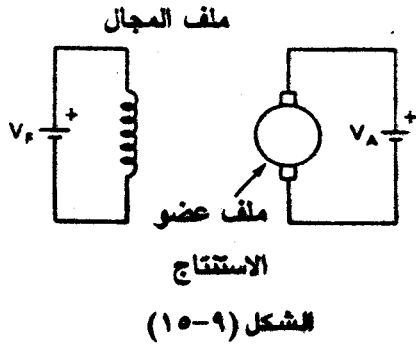 ملف المجال
+
V_F
+
V_A
ملف عضو
الاستنتاج
الشكل (٩-١٥)